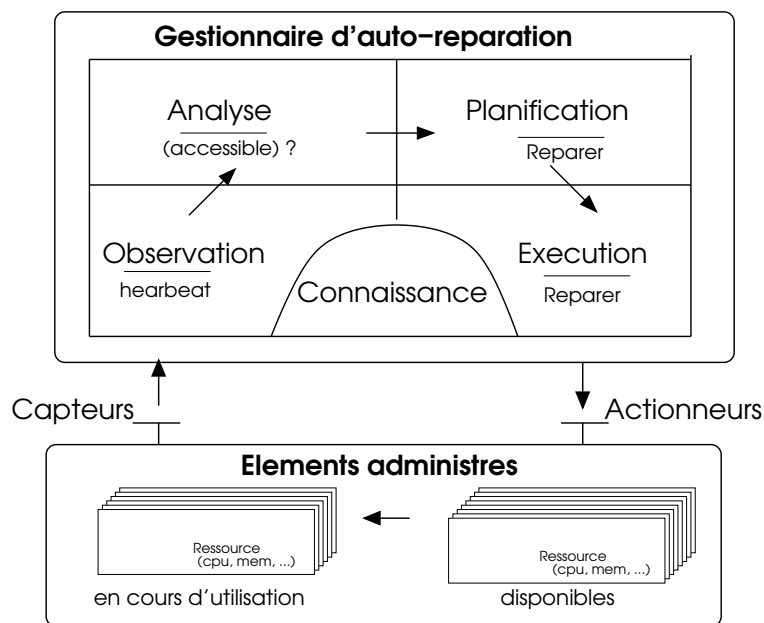 Gestionnaire d'auto-reparation
Analyse
(accessible) ?
Planification
Reparer
Observation
hearbeat
Connaissance
Execution
Reparer
Capteurs
Actionneurs
Elements administres
Ressource
(cpu, mem, ...)
en cours d'utilisation
Ressource
(cpu, mem, ...)
disponibles